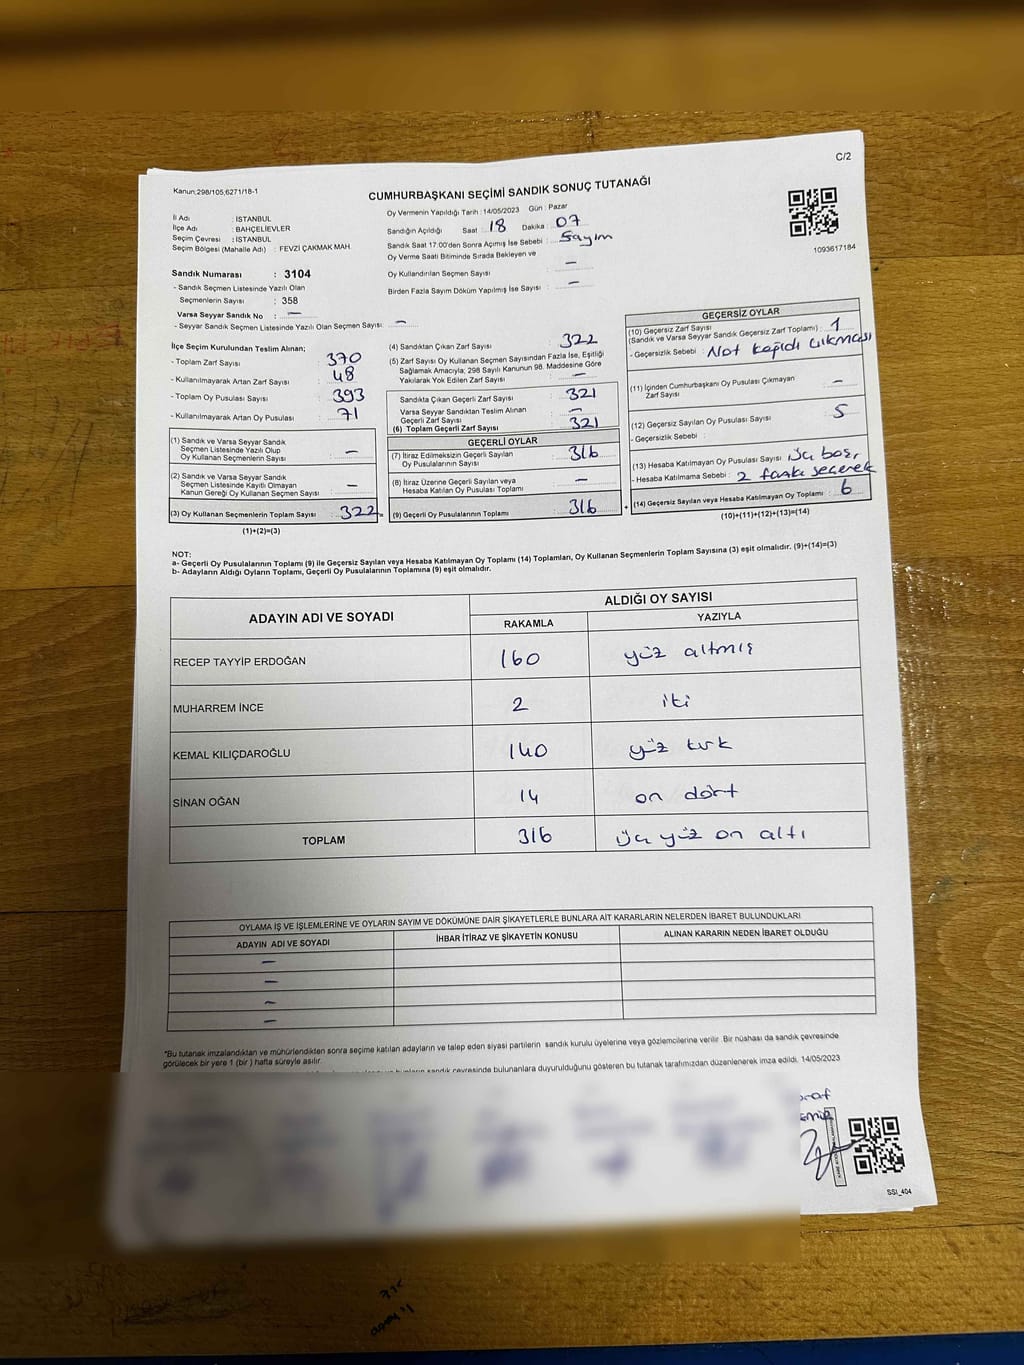 C/2
Kanun:298/105,6271/18-1
CUMHURBAŞKANI SEÇİMİ SANDIK SONUÇ TUTANAĞI
İl Adı : İSTANBUL
İlçe Adı : BAHÇELİEVLER
Seçim Çevresi : İSTANBUL
Seçim Bölgesi (Mahalle Adı) : FEVZİ ÇAKMAK MAH.
Oy Vermenin Yapıldığı Tarih :14/05/2023 Gün : Pazar
Sandığın Açıldığı Saat : 18 Dakika : 07
Sandık Saat 17:00'den Sonra Açımış İse Sebebi : Sayım
Oy Verme Saati Bitiminde Sırada Bekleyen ve
Oy Kullandırılan Seçmen Sayısı : —
Birden Fazla Sayım Döküm Yapılmış İse Sayısı : —
1093617184
Sandık Numarası : 3104
- Sandık Seçmen Listesinde Yazılı Olan
Seçmenlerin Sayısı : 358
Varsa Seyyar Sandık No : —
- Seyyar Sandık Seçmen Listesinde Yazılı Olan Seçmen Sayısı : —
İlçe Seçim Kurulundan Teslim Alınan;
- Toplam Zarf Sayısı : 370
- Kullanılmayarak Artan Zarf Sayısı : 48
- Toplam Oy Pusulası Sayısı : 393
- Kullanılmayarak Artan Oy Pusulası : 71
(1) Sandık ve Varsa Seyyar Sandık
Seçmen Listesinde Yazılı Olup
Oy Kullanan Seçmenlerin Sayısı : —
(2) Sandık ve Varsa Seyyar Sandık
Seçmen Listesinde Kayıtlı Olmayan
Kanun Gereği Oy Kullanan Seçmen Sayısı : —
(3) Oy Kullanan Seçmenlerin Toplam Sayısı : 322 =
(1)+(2)=(3)
(4) Sandıktan Çıkan Zarf Sayısı : 322
(5) Zarf Sayısı Oy Kullanan Seçmen Sayısından Fazla İse, Eşitliği
Sağlamak Amacıyla; 298 Sayılı Kanunun 98. Maddesine Göre
Yakılarak Yok Edilen Zarf Sayısı : —
Sandıkta Çıkan Geçerli Zarf Sayısı : 321
Varsa Seyyar Sandıktan Teslim Alınan
Geçerli Zarf Sayısı : —
(6) Toplam Geçerli Zarf Sayısı : 321
GEÇERLİ OYLAR
(7) İtiraz Edilmeksizin Geçerli Sayılan
Oy Pusulalarının Sayısı : 316
(8) İtiraz Üzerine Geçerli Sayılan veya
Hesaba Katılan Oy Pusulası Toplamı : —
(9) Geçerli Oy Pusulalarının Toplamı : 316 +
GEÇERSİZ OYLAR
(10) Geçersiz Zarf Sayısı
(Sandık ve Varsa Seyyar Sandık Geçersiz Zarf Toplamı) : 1
- Geçersizlik Sebebi : Not kağıdı çıkması
(11) İçinden Cumhurbaşkanı Oy Pusulası Çıkmayan
Zarf Sayısı : —
(12) Geçersiz Sayılan Oy Pusulası Sayısı : 5
- Geçersizlik Sebebi :
(13) Hesaba Katılmayan Oy Pusulası Sayısı : üçü boş,
- Hesaba Katılmama Sebebi : 2 farklı seçenek
(14) Geçersiz Sayılan veya Hesaba Katılmayan Oy Toplamı : 6
(10)+(11)+(12)+(13)=(14)
NOT:
a- Geçerli Oy Pusulalarının Toplamı (9) ile Geçersiz Sayılan veya Hesaba Katılmayan Oy Toplamı (14) Toplamları, Oy Kullanan Seçmenlerin Toplam Sayısına (3) eşit olmalıdır. (9)+(14)=(3)
b- Adayların Aldığı Oyların Toplamı, Geçerli Oy Pusulalarının Toplamına (9) eşit olmalıdır.
ADAYIN ADI VE SOYADI
ALDIĞI OY SAYISI
RAKAMLA YAZIYLA
RECEP TAYYİP ERDOĞAN 160 yüz altmış
MUHARREM İNCE 2 iki
KEMAL KILIÇDAROĞLU 140 yüz kırk
SİNAN OĞAN 14 on dört
TOPLAM 316 üç yüz on altı
OYLAMA İŞ VE İŞLEMLERİNE VE OYLARIN SAYIM VE DÖKÜMÜNE DAİR ŞİKAYETLERLE BUNLARA AİT KARARLARIN NELERDEN İBARET BULUNDUKLARI
ADAYIN ADI VE SOYADI İHBAR İTİRAZ VE ŞİKAYETİN KONUSU ALINAN KARARIN NEDEN İBARET OLDUĞU
—
—
—
—
*Bu tutanak imzalandıktan ve mühürlendikten sonra seçime katılan adayların ve talep eden siyasi partilerin sandık kurulu üyelerine veya gözlemcilerine verilir. Bir nüshası da sandık çevresinde
görülecek bir yere 1 (bir ) hafta süreyle asılır.
sandık çevresinde bulunanlara duyurulduğunu gösteren bu tutanak tarafımızdan düzenlenerek imza edildi. 14/05/2023
SSI_404